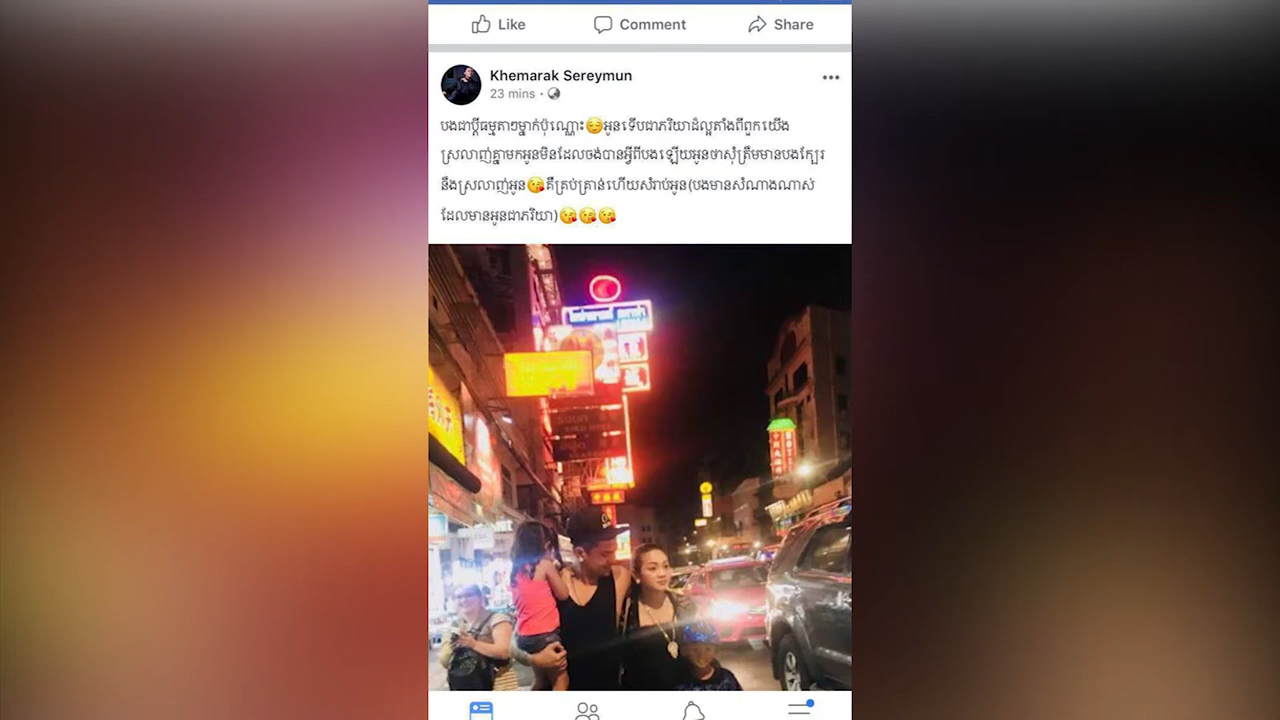 Like Comment Share
Khemarak Sereymun
23 mins
បងជាប្ដីធម្មតាៗម្នាក់ប៉ុណ្ណោះ😌អូនទើបជាភរិយាដ៏ល្អតាំងពីពួកយើង
ស្រលាញ់គ្នាមកអូនមិនដែលចង់បានអ្វីពីបងឡើយអូនថាសុំត្រឹមមានបងក្បែរ
នឹងស្រលាញ់អូន😘គឺគ្រប់គ្រាន់ហើយសំរាប់អូន(បងមានសំណាងណាស់
ដែលមានអូនជាភរិយា)😘😘😘